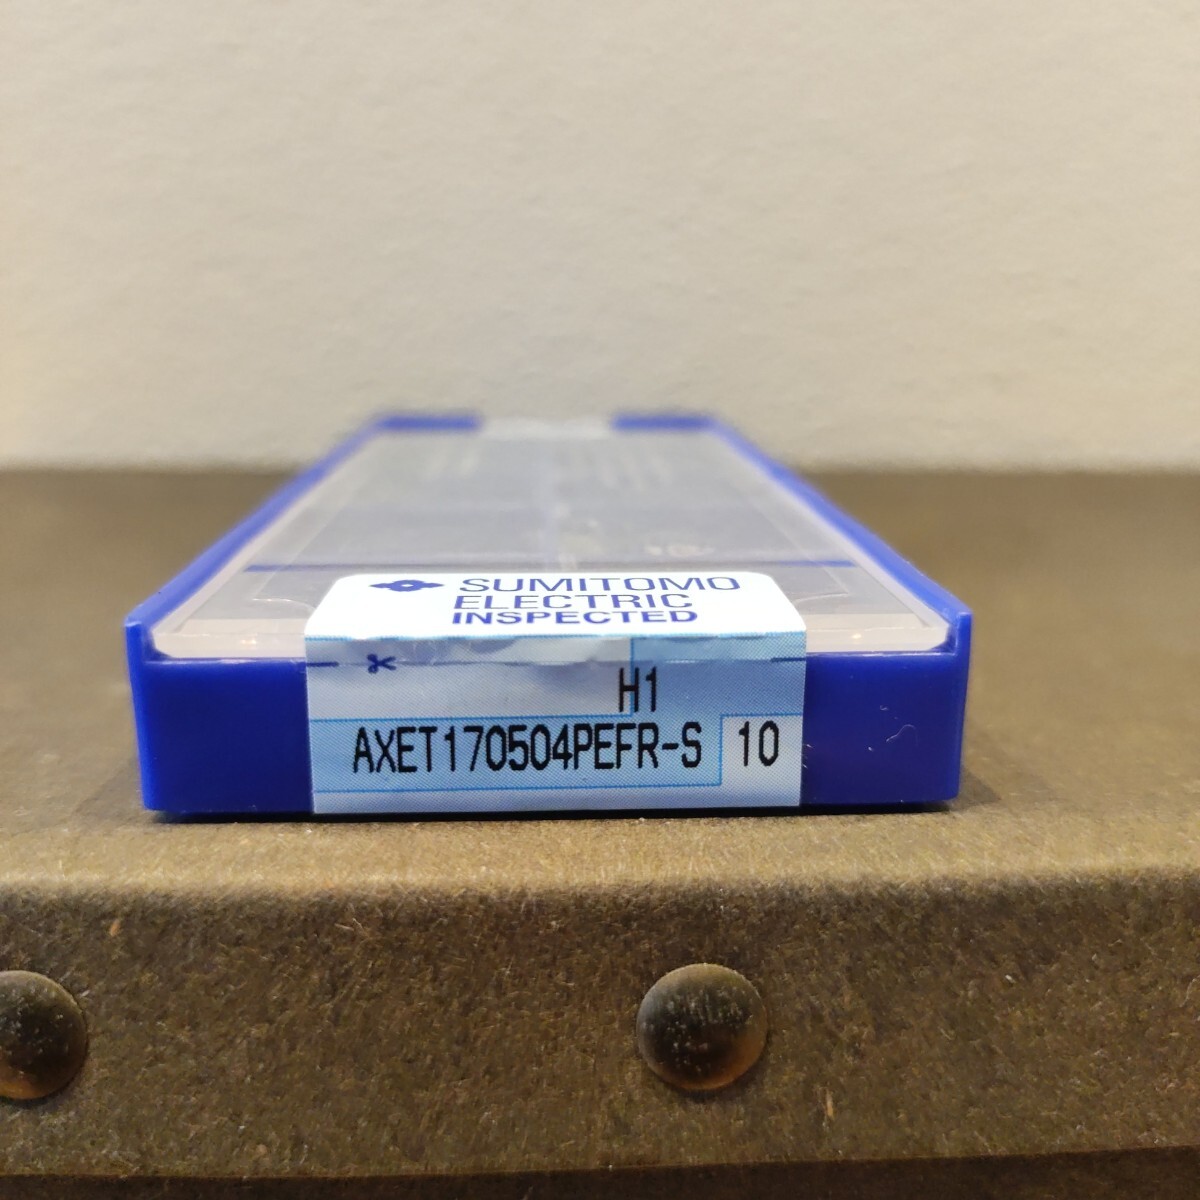 SUMITOMO
ELECTRIC
INSPECTED
H1
AXET170504PEFR-S 10